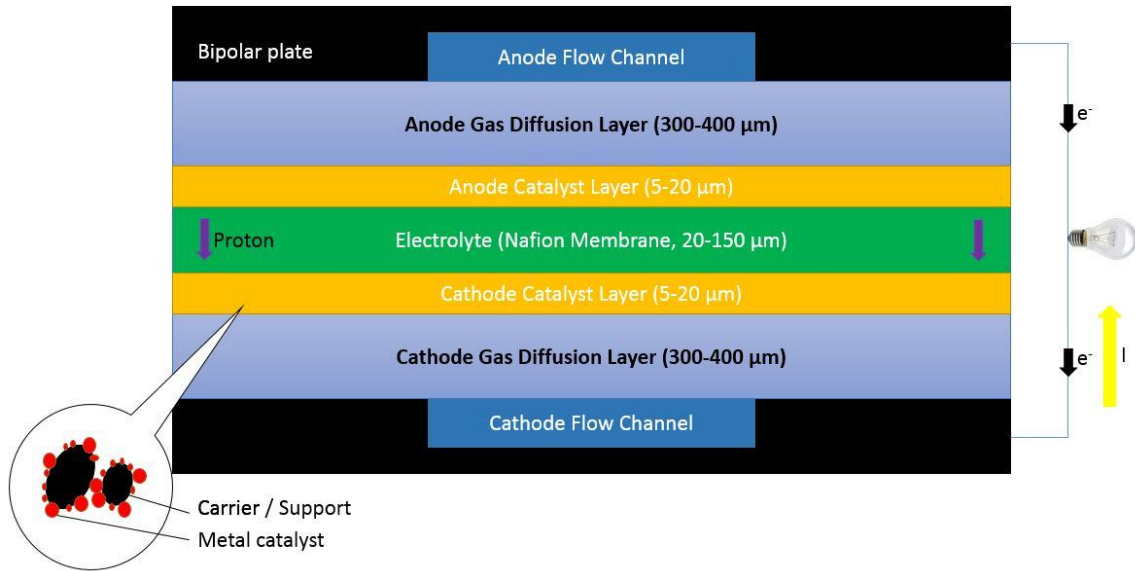 Bipolar plate
Anode Flow Channel
Anode Gas Diffusion Layer (300-400 µm)
e-
Anode Catalyst Layer (5-20 µm)
Proton
Electrolyte (Nafion Membrane, 20-150 µm)
Cathode Catalyst Layer (5-20 µm)
Cathode Gas Diffusion Layer (300-400 µm)
e-
I
Cathode Flow Channel
Carrier / Support
Metal catalyst